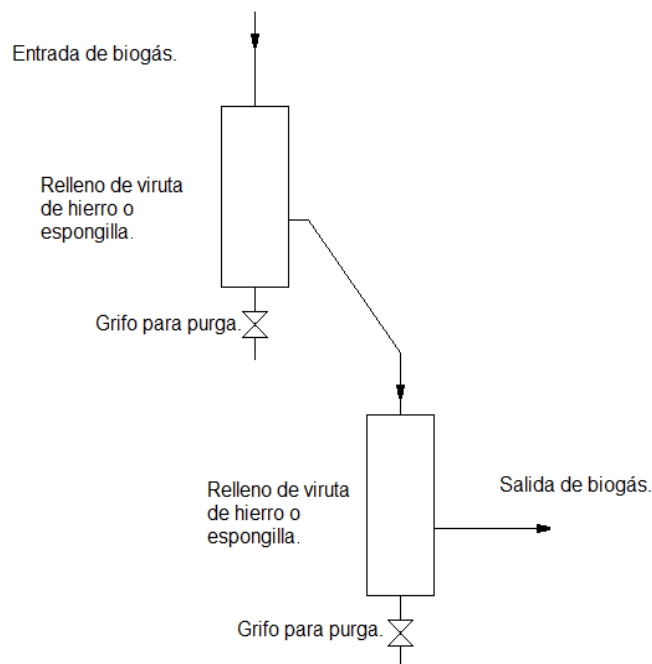 Entrada de biogás.
Relleno de viruta
de hierro o
espongilla.
Grifo para purga.
Relleno de viruta
de hierro o
espongilla.
Salida de biogás.
Grifo para purga.